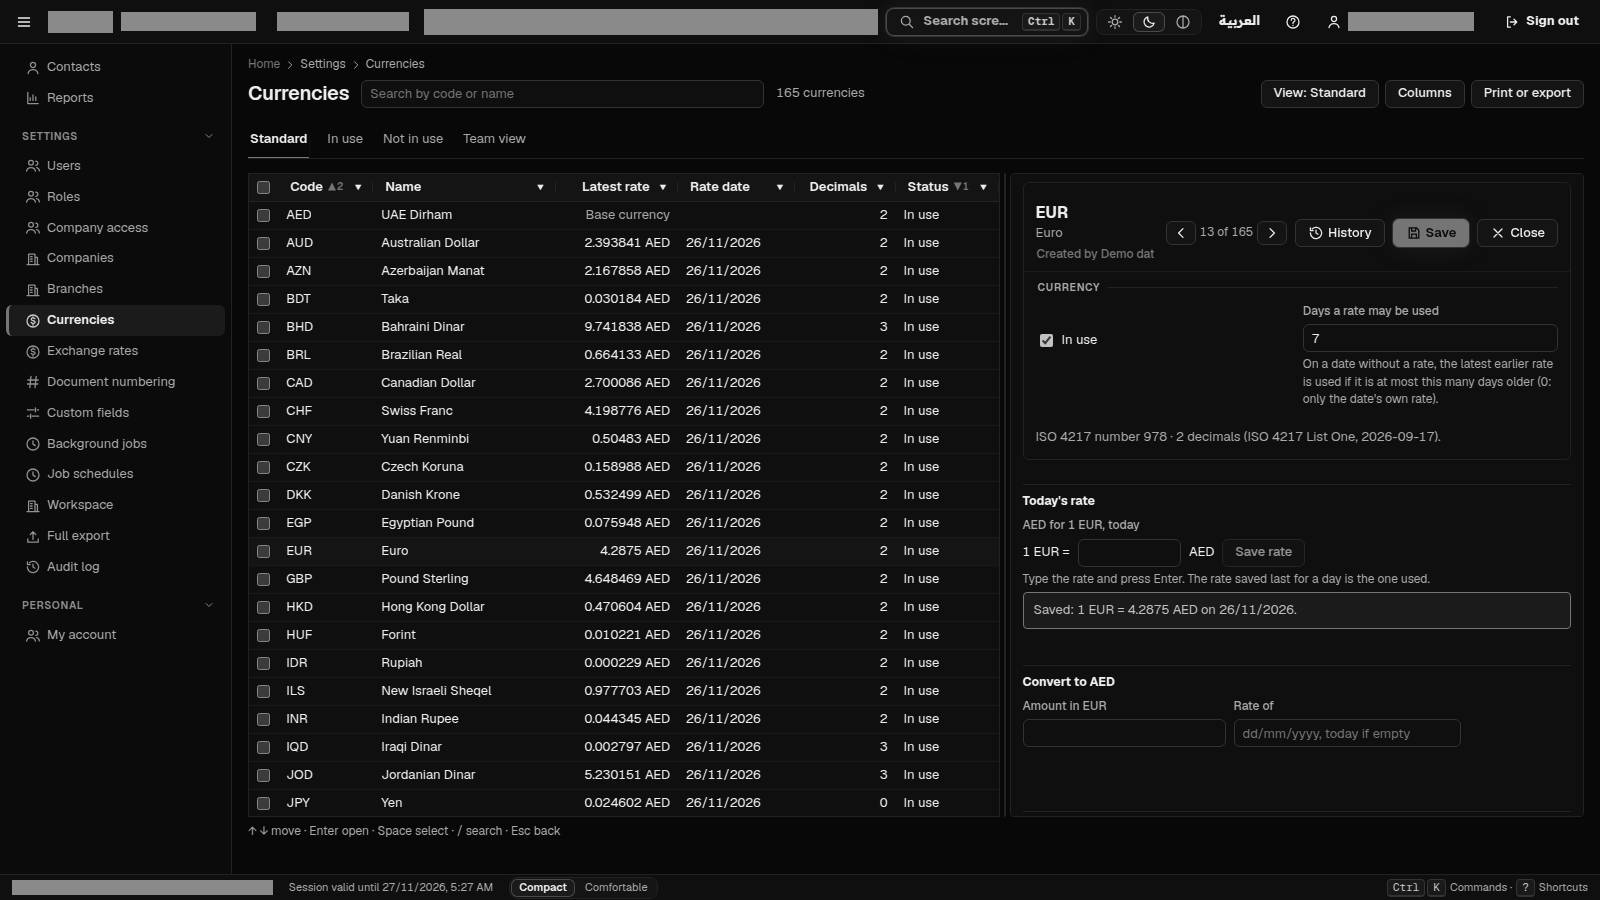 Search scre... Ctrl K العربية Sign out
Contacts
Reports
SETTINGS
Users
Roles
Company access
Companies
Branches
Currencies
Exchange rates
Document numbering
Custom fields
Background jobs
Job schedules
Workspace
Full export
Audit log
PERSONAL
My account
Home > Settings > Currencies
Currencies Search by code or name 165 currencies View: Standard Columns Print or export
Standard In use Not in use Team view
Code ▲2 ▼ Name ▼ Latest rate ▼ Rate date ▼ Decimals ▼ Status ▼1 ▼
AED UAE Dirham Base currency 2 In use
AUD Australian Dollar 2.393841 AED 26/11/2026 2 In use
AZN Azerbaijan Manat 2.167858 AED 26/11/2026 2 In use
BDT Taka 0.030184 AED 26/11/2026 2 In use
BHD Bahraini Dinar 9.741838 AED 26/11/2026 3 In use
BRL Brazilian Real 0.664133 AED 26/11/2026 2 In use
CAD Canadian Dollar 2.700086 AED 26/11/2026 2 In use
CHF Swiss Franc 4.198776 AED 26/11/2026 2 In use
CNY Yuan Renminbi 0.50483 AED 26/11/2026 2 In use
CZK Czech Koruna 0.158988 AED 26/11/2026 2 In use
DKK Danish Krone 0.532499 AED 26/11/2026 2 In use
EGP Egyptian Pound 0.075948 AED 26/11/2026 2 In use
EUR Euro 4.2875 AED 26/11/2026 2 In use
GBP Pound Sterling 4.648469 AED 26/11/2026 2 In use
HKD Hong Kong Dollar 0.470604 AED 26/11/2026 2 In use
HUF Forint 0.010221 AED 26/11/2026 2 In use
IDR Rupiah 0.000229 AED 26/11/2026 2 In use
ILS New Israeli Sheqel 0.977703 AED 26/11/2026 2 In use
INR Indian Rupee 0.044345 AED 26/11/2026 2 In use
IQD Iraqi Dinar 0.002797 AED 26/11/2026 3 In use
JOD Jordanian Dinar 5.230151 AED 26/11/2026 3 In use
JPY Yen 0.024602 AED 26/11/2026 0 In use
↑↓ move · Enter open · Space select · / search · Esc back
EUR
Euro
Created by Demo dat
13 of 165 History Save Close
CURRENCY
In use
Days a rate may be used
7
On a date without a rate, the latest earlier rate
is used if it is at most this many days older (0:
only the date's own rate).
ISO 4217 number 978 · 2 decimals (ISO 4217 List One, 2026-09-17).
Today's rate
AED for 1 EUR, today
1 EUR = AED Save rate
Type the rate and press Enter. The rate saved last for a day is the one used.
Saved: 1 EUR = 4.2875 AED on 26/11/2026.
Convert to AED
Amount in EUR Rate of
dd/mm/yyyy, today if empty
Session valid until 27/11/2026, 5:27 AM Compact Comfortable Ctrl K Commands · ? Shortcuts